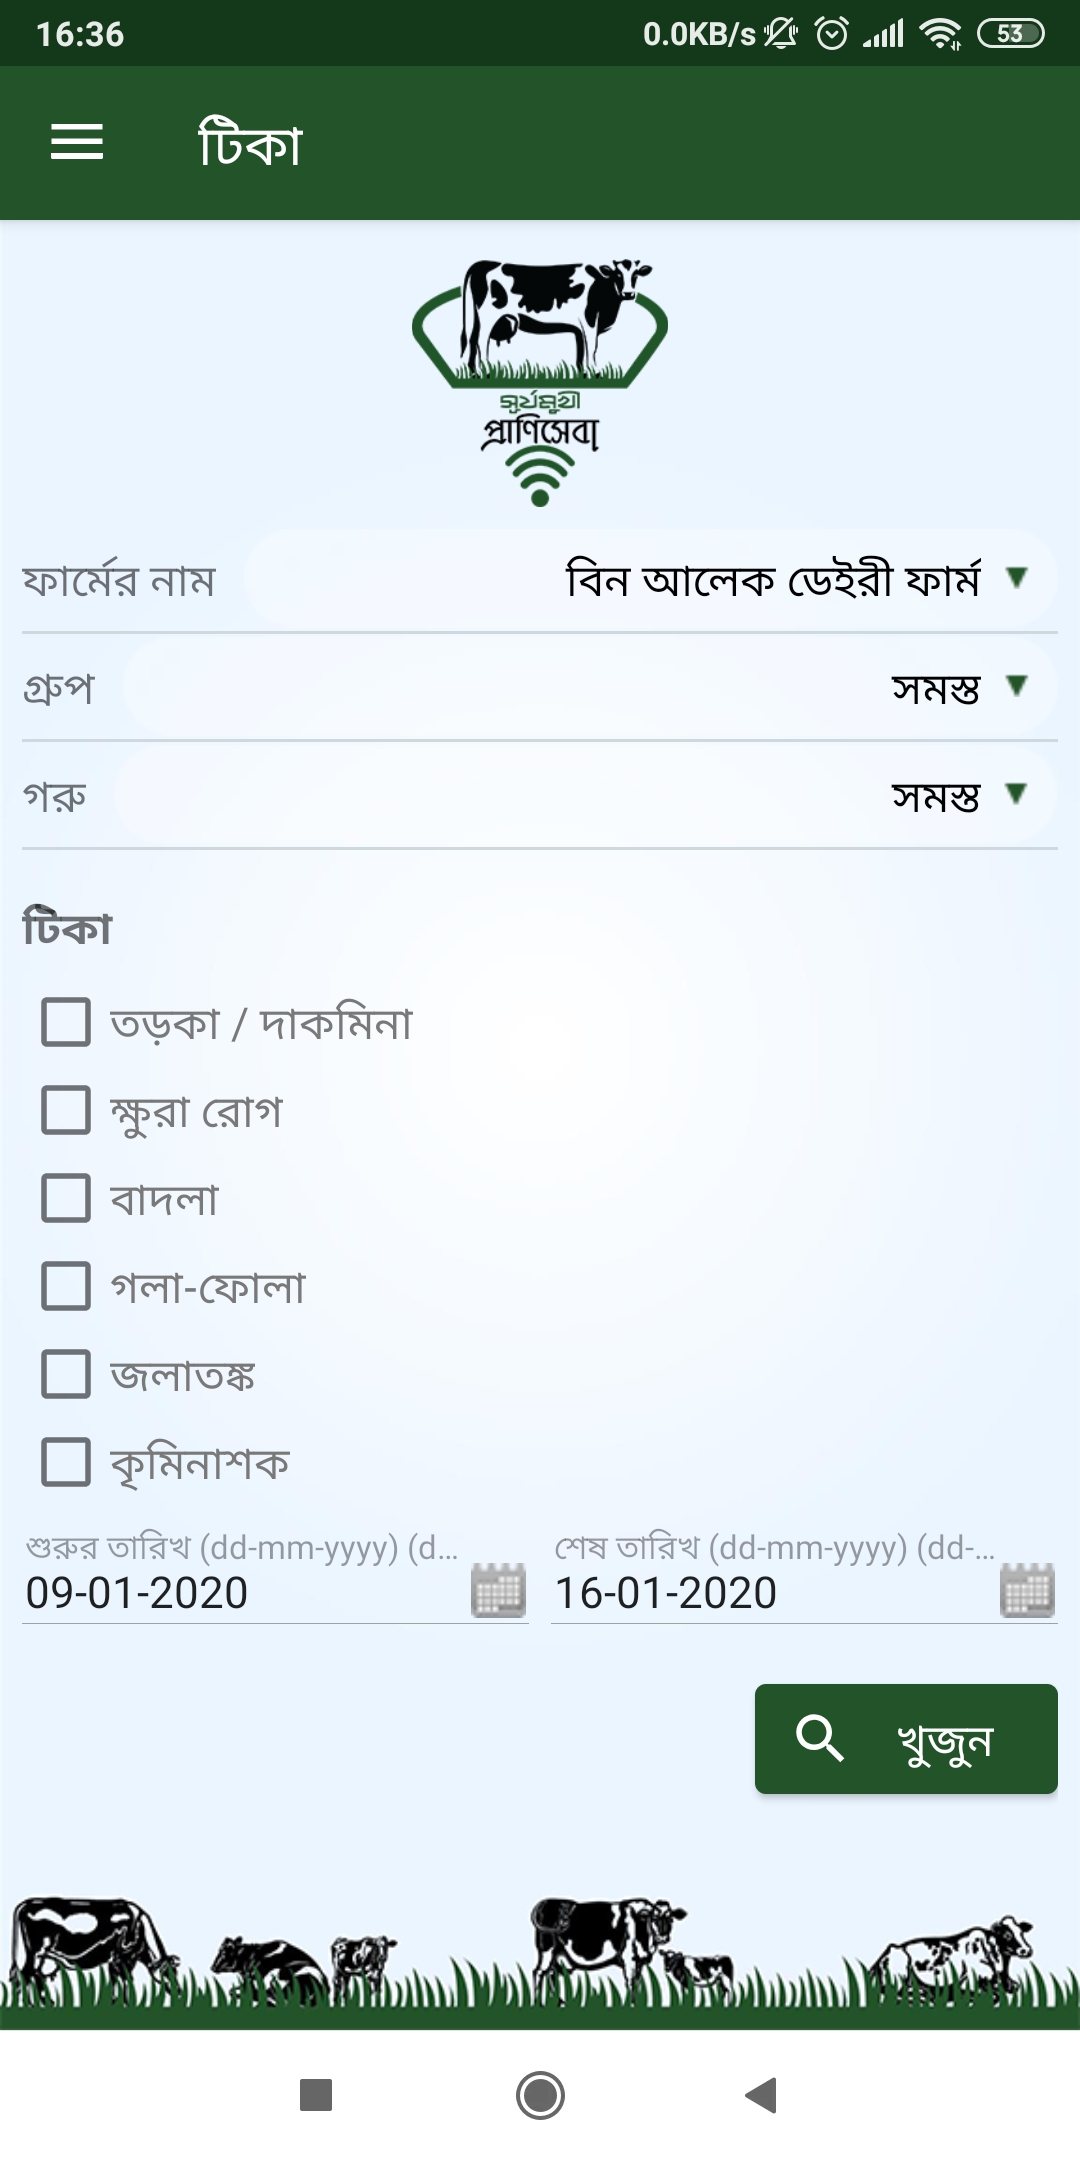 16:36
0.0KB/s
53
টিকা
সূর্যমুখী
প্রাণিসেবা
ফার্মের নাম
বিন আলেক ডেইরী ফার্ম
গ্রুপ
সমস্ত
গরু
সমস্ত
টিকা
তড়কা / দাকমিনা
ক্ষুরা রোগ
বাদলা
গলা-ফোলা
জলাতঙ্ক
কৃমিনাশক
শুরুর তারিখ (dd-mm-yyyy) (d...
শেষ তারিখ (dd-mm-yyyy) (dd-...
09-01-2020
16-01-2020
খুজুন